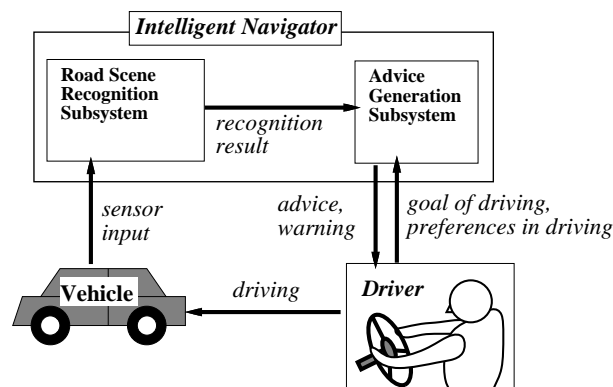 Intelligent Navigator
Road Scene
Recognition
Subsystem
Advice
Generation
Subsystem
recognition
result
sensor
input
advice,
warning
goal of driving,
preferences in driving
Vehicle
driving
Driver